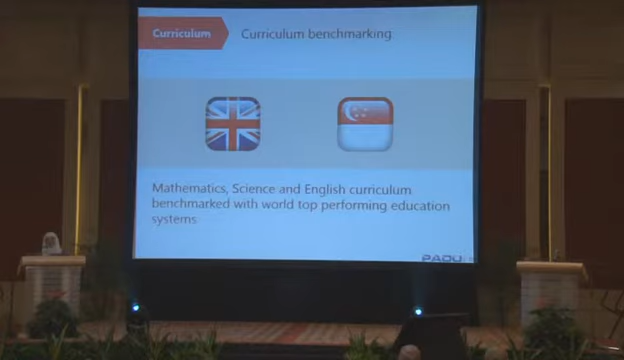 Curriculum
Curriculum benchmarking
Mathematics, Science and English curriculum
benchmarked with world top performing education
systems
PADU